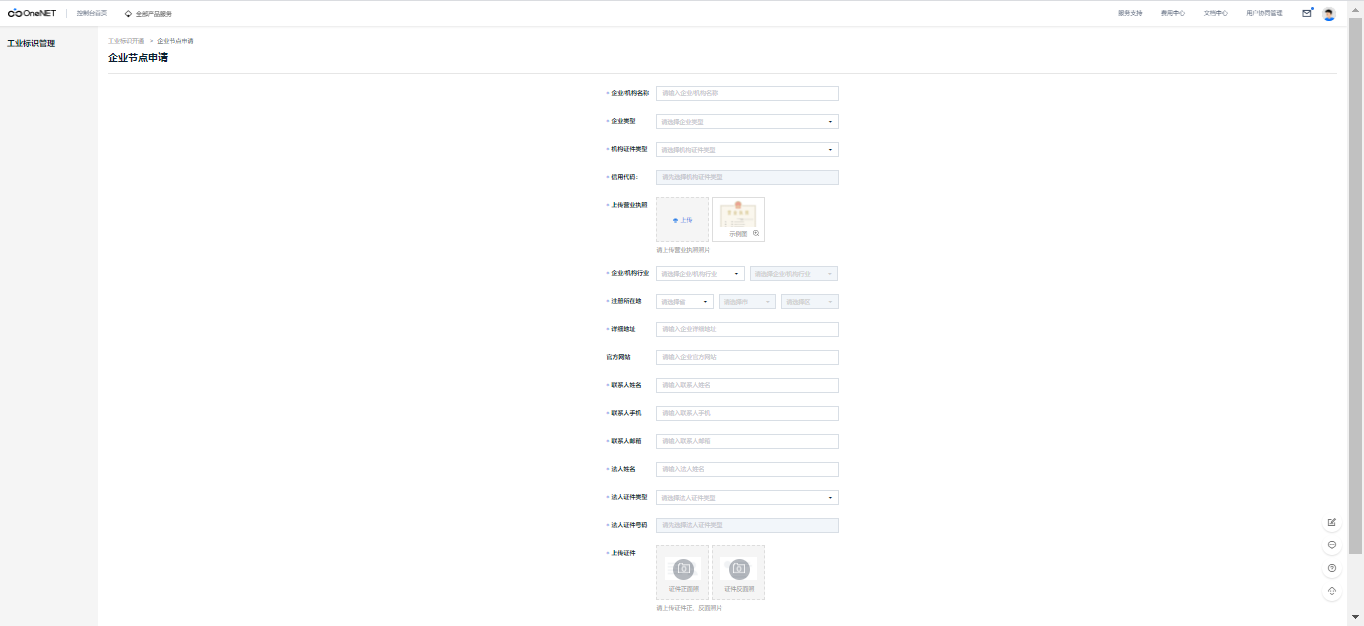 OneNET 控制台首页 全部产品服务 服务支持 费用中心 文档中心 用户协同管理
工业标识管理
工业标识开通 > 企业节点申请
企业节点申请
* 企业/机构名称 请输入企业/机构名称
* 企业类型 请选择企业类型
* 机构证件类型 请选择机构证件类型
* 信用代码: 请先选择机构证件类型
* 上传营业执照 上传 营业执照
示例图
请上传营业执照照片
* 企业/机构行业 请选择企业/机构行业 请选择企业/机构行业
* 注册所在地 请选择省 请选择市 请选择区
* 详细地址 请输入企业详细地址
官方网站 请输入企业官方网站
* 联系人姓名 请输入联系人姓名
* 联系人手机 请输入联系人手机
* 联系人邮箱 请输入联系人邮箱
* 法人姓名 请输入法人姓名
* 法人证件类型 请选择法人证件类型
* 法人证件号码 请先选择法人证件类型
* 上传证件
证件正面照 证件反面照
请上传证件正、反面照片